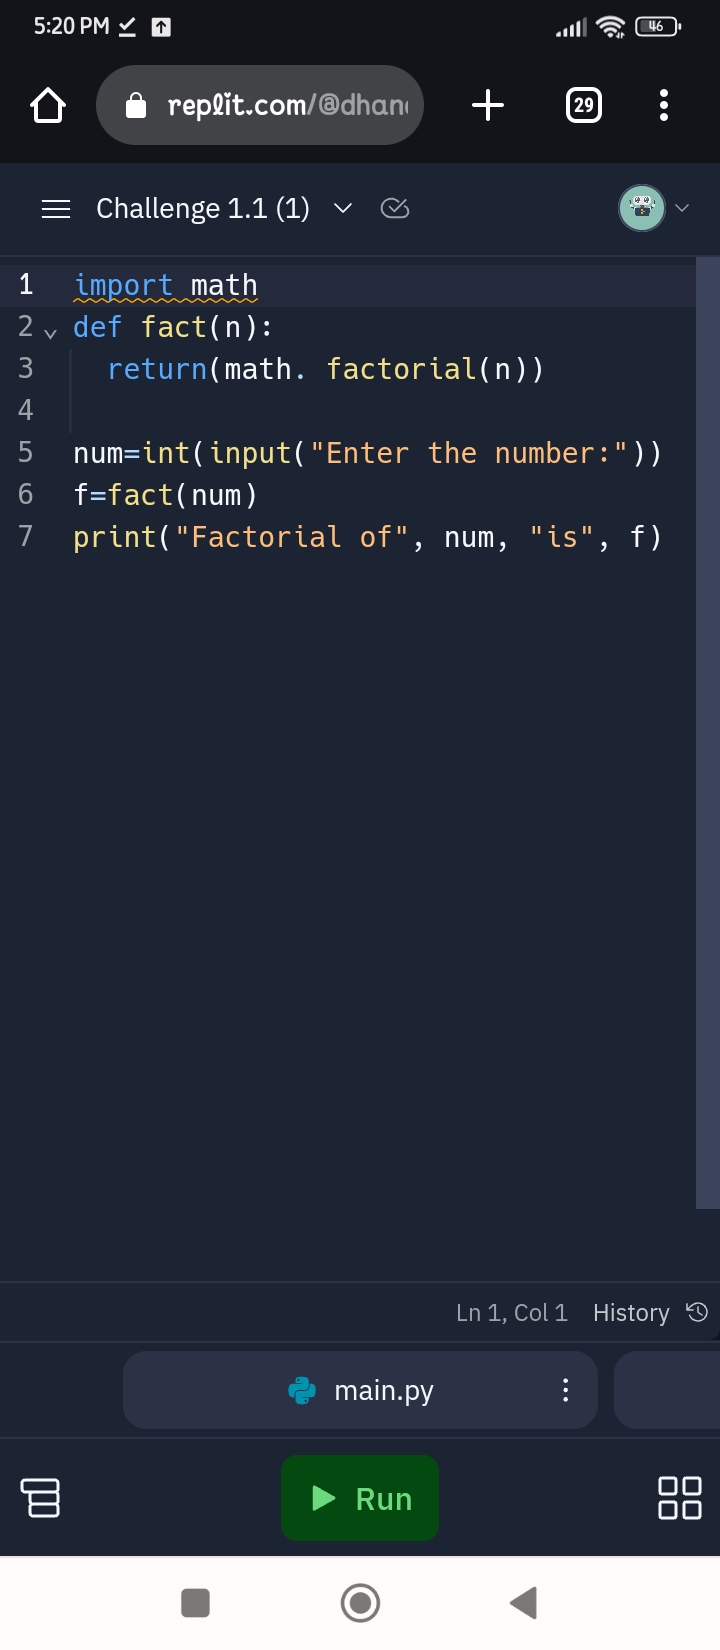 5:20 PM
46
replit.com/@dhan
29
Challenge 1.1 (1)
1 import math
2 def fact(n):
3 return(math. factorial(n))
4
5 num=int(input("Enter the number:"))
6 f=fact(num)
7 print("Factorial of", num, "is", f)
Ln 1, Col 1 History
main.py
Run